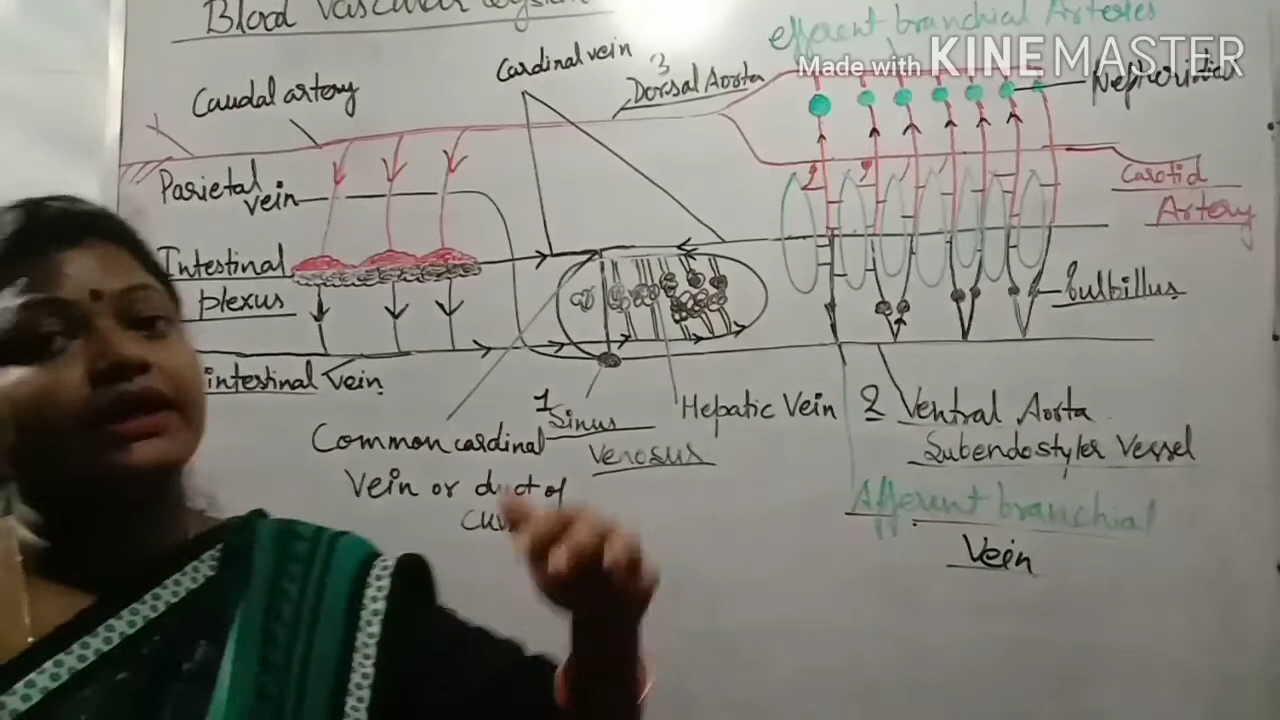 Blood Vascular
efferent branchial Arteries
Made with KINEMASTER
Cardinal vein
3
Dorsal Aorta
Caudal artery
Parietal
vein
Carotid
Artery
Intestinal
plexus
bulbillus
intestinal Vein
1
Sinus
Venosus
Hepatic Vein
2 Ventral Aorta
Subendostyler Vessel
Common cardinal
Vein or duct of
Afferent branchial
Vein